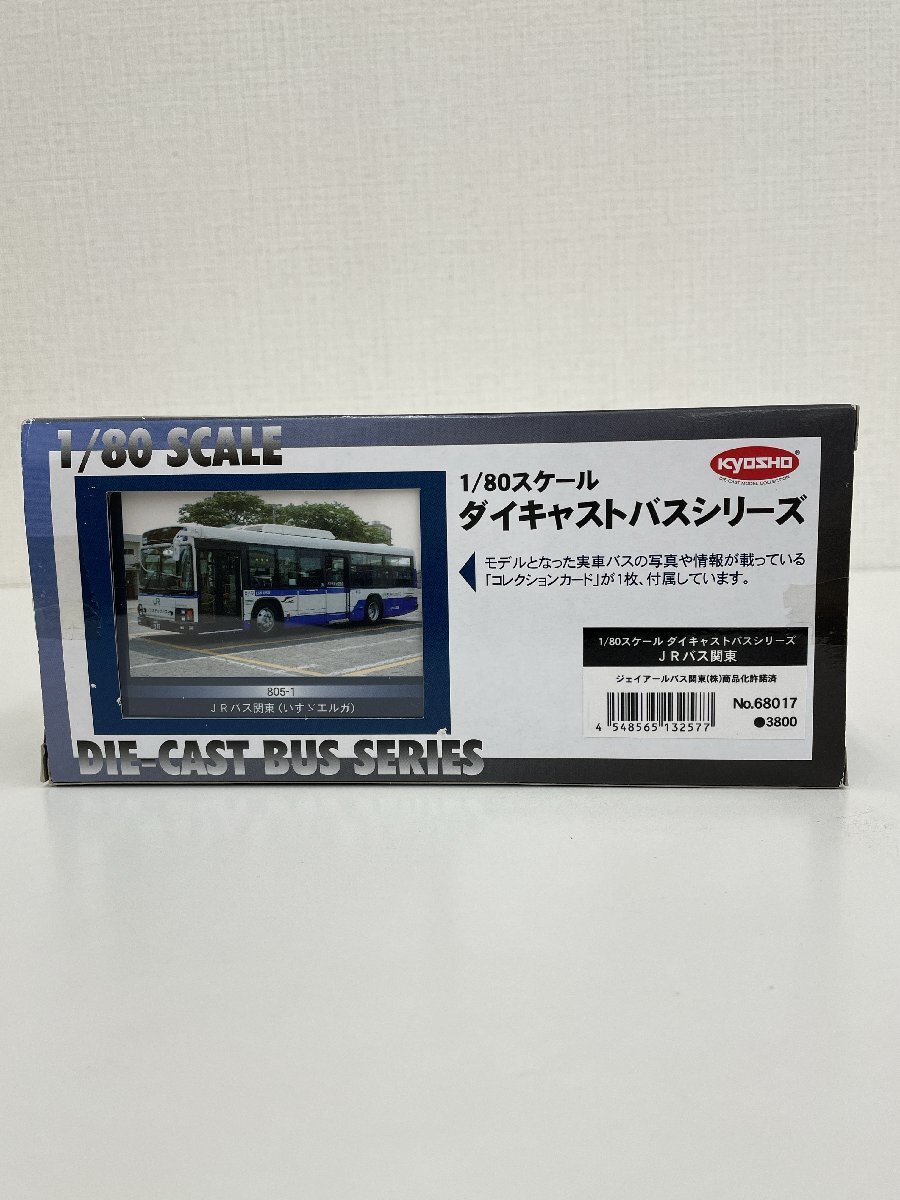 1/80 SCALE
KYOSHO
DIE-CAST MODEL COLLECTION
1/80スケール
ダイキャストバスシリーズ
モデルとなった実車バスの写真や情報が載っている
「コレクションカード」が1枚、付属しています。
JR
805-1
JRバス関東(いすゞエルガ)
1/80スケール ダイキャストバスシリーズ
JRバス関東
ジェイアールバス関東(株)商品化許諾済
No.68017
●3800
4 548565 132577
DIE-CAST BUS SERIES